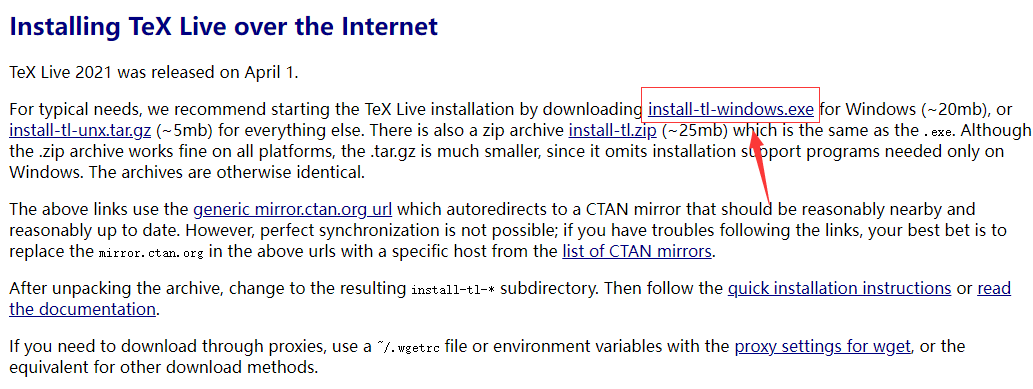 Installing TeX Live over the Internet
TeX Live 2021 was released on April 1.
For typical needs, we recommend starting the TeX Live installation by downloading install-tl-windows.exe for Windows (~20mb), or
install-tl-unx.tar.gz (~5mb) for everything else. There is also a zip archive install-tl.zip (~25mb) which is the same as the .exe. Although
the .zip archive works fine on all platforms, the .tar.gz is much smaller, since it omits installation support programs needed only on
Windows. The archives are otherwise identical.
The above links use the generic mirror.ctan.org url which autoredirects to a CTAN mirror that should be reasonably nearby and
reasonably up to date. However, perfect synchronization is not possible; if you have troubles following the links, your best bet is to
replace the mirror.ctan.org in the above urls with a specific host from the list of CTAN mirrors.
After unpacking the archive, change to the resulting install-tl-* subdirectory. Then follow the quick installation instructions or read
the documentation.
If you need to download through proxies, use a ~/.wgetrc file or environment variables with the proxy settings for wget, or the
equivalent for other download methods.